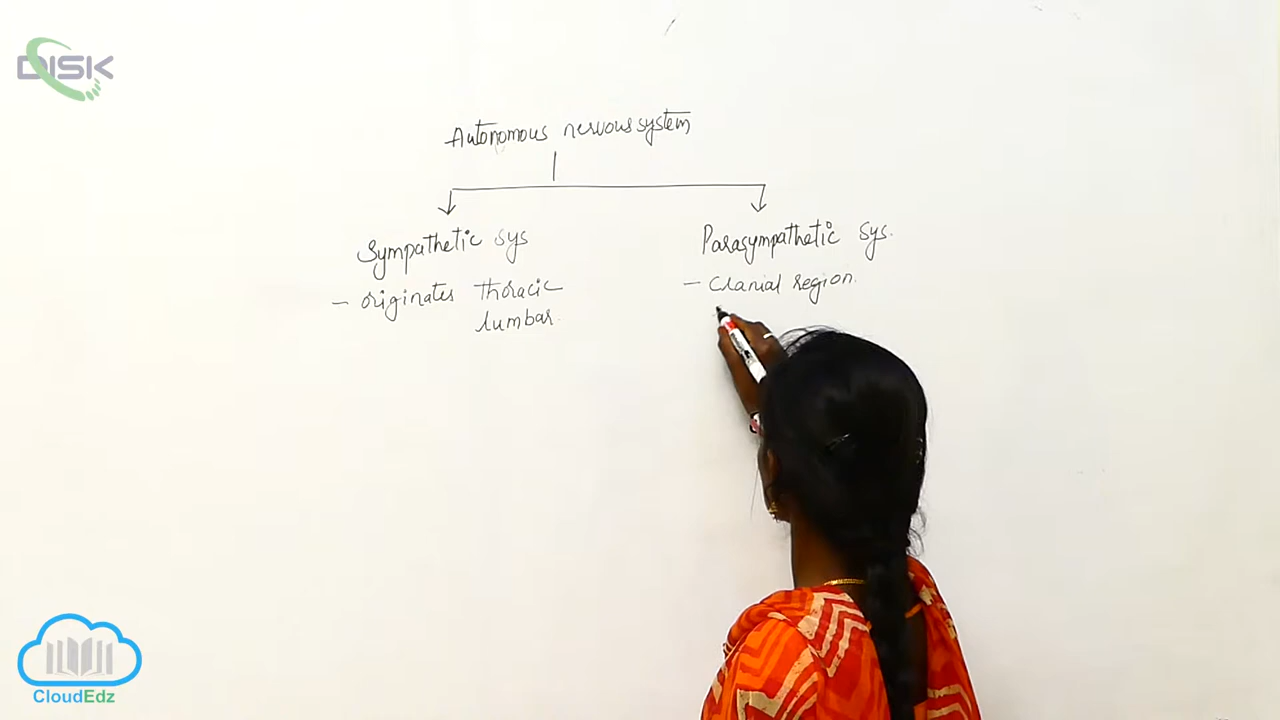 DISK
Autonomous nervous system
Sympathetic sys
Parasympathetic sys.
- originates thoracic
lumbar.
- Cranial region.
CloudEdz